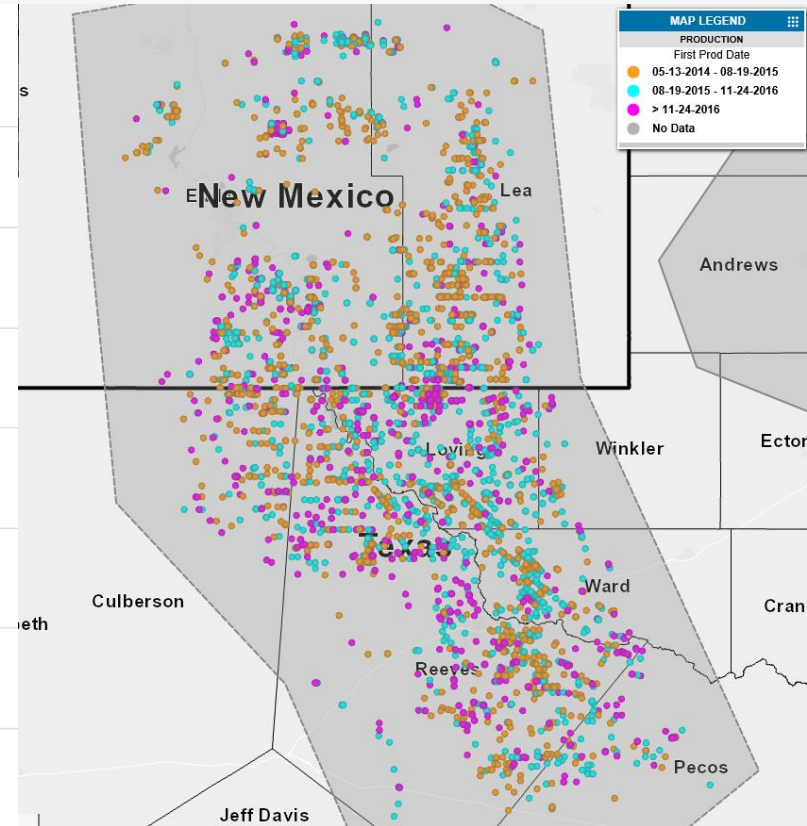 MAP LEGEND
PRODUCTION
First Prod Date
05-13-2014 - 08-19-2015
08-19-2015 - 11-24-2016
> 11-24-2016
No Data
s
New Mexico
Lea
Andrews
Loving
Winkler
Ector
Texas
Culberson
Ward
eth
Cran
Reeves
Pecos
Jeff Davis